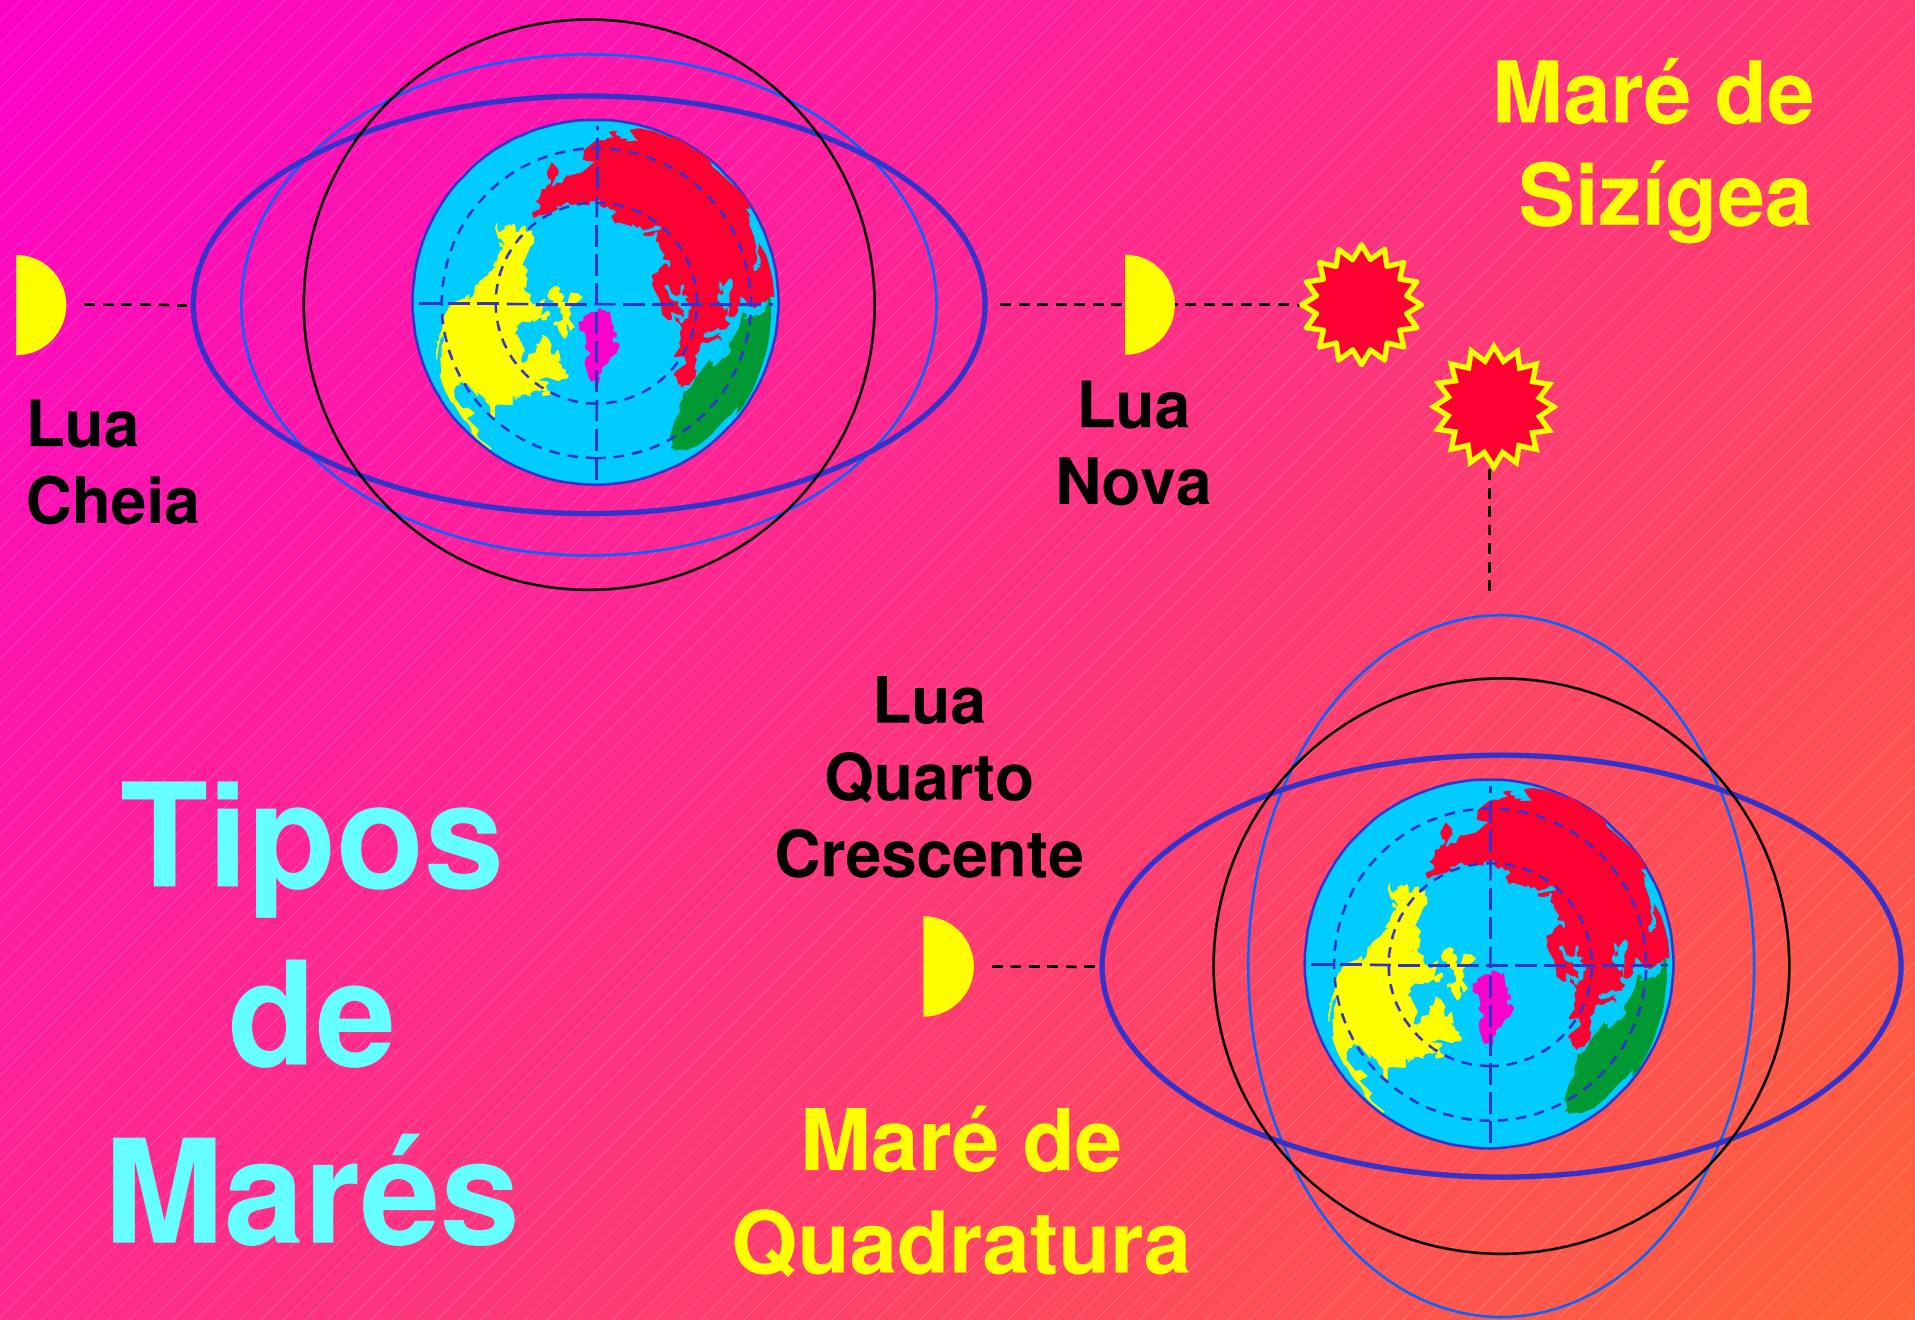 Maré de
Sizígea
Lua
Cheia
Lua
Nova
Lua
Quarto
Crescente
Tipos
de
Marés
Maré de
Quadratura